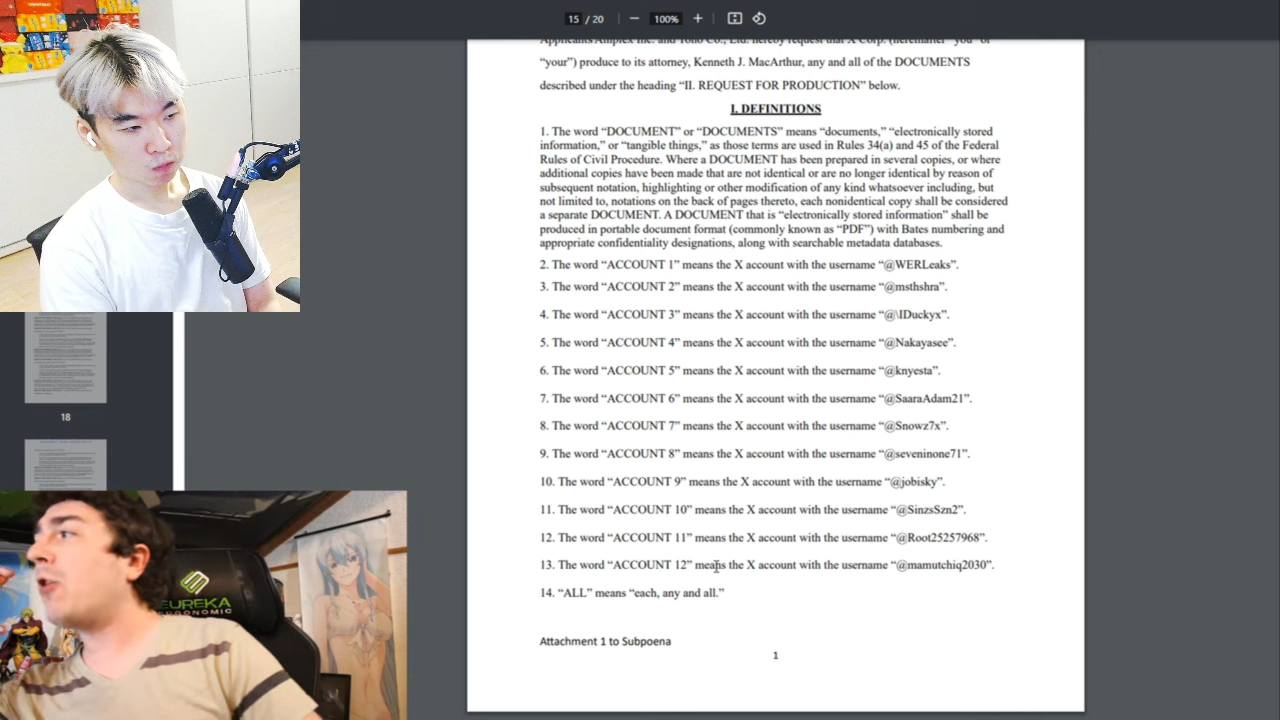 15 / 20
100%
Applicants Amplex Inc. and Toho Co., Ltd. hereby request that X Corp. (hereinafter “you” or
“your”) produce to its attorney, Kenneth J. MacArthur, any and all of the DOCUMENTS
described under the heading “II. REQUEST FOR PRODUCTION” below.
I. DEFINITIONS
1. The word “DOCUMENT” or “DOCUMENTS” means “documents,” “electronically stored
information,” or “tangible things,” as those terms are used in Rules 34(a) and 45 of the Federal
Rules of Civil Procedure. Where a DOCUMENT has been prepared in several copies, or where
additional copies have been made that are not identical or are no longer identical by reason of
subsequent notation, highlighting or other modification of any kind whatsoever including, but
not limited to, notations on the back of pages thereto, each nonidentical copy shall be considered
a separate DOCUMENT. A DOCUMENT that is “electronically stored information” shall be
produced in portable document format (commonly known as “PDF”) with Bates numbering and
appropriate confidentiality designations, along with searchable metadata databases.
2. The word “ACCOUNT 1” means the X account with the username “@WERLeaks”.
3. The word “ACCOUNT 2” means the X account with the username “@msthshra”.
4. The word “ACCOUNT 3” means the X account with the username “@\IDuckyx”.
5. The word “ACCOUNT 4” means the X account with the username “@Nakayasee”.
6. The word “ACCOUNT 5” means the X account with the username “@knyesta”.
7. The word “ACCOUNT 6” means the X account with the username “@SaaraAdam21”.
8. The word “ACCOUNT 7” means the X account with the username “@Snowz7x”.
9. The word “ACCOUNT 8” means the X account with the username “@seveninone71”.
10. The word “ACCOUNT 9” means the X account with the username “@jobisky”.
11. The word “ACCOUNT 10” means the X account with the username “@SinzsSzn2”.
12. The word “ACCOUNT 11” means the X account with the username “@Root25257968”.
13. The word “ACCOUNT 12” means the X account with the username “@mamutchiq2030”.
14. “ALL” means “each, any and all.”
Attachment 1 to Subpoena
1
18
EUREKA
ERGONOMIC